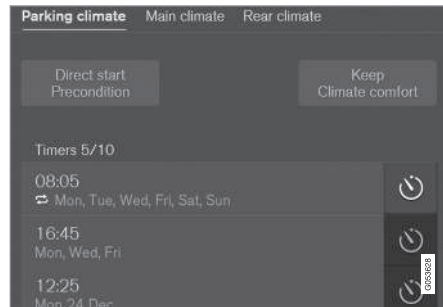 Parking climate Main climate Rear climate
Direct start
Precondition
Keep
Climate comfort
Timers 5/10
08:05
Mon, Tue, Wed, Fri, Sat, Sun
16:45
Mon, Wed, Fri
12:25
Mon 24 Dec
G053628